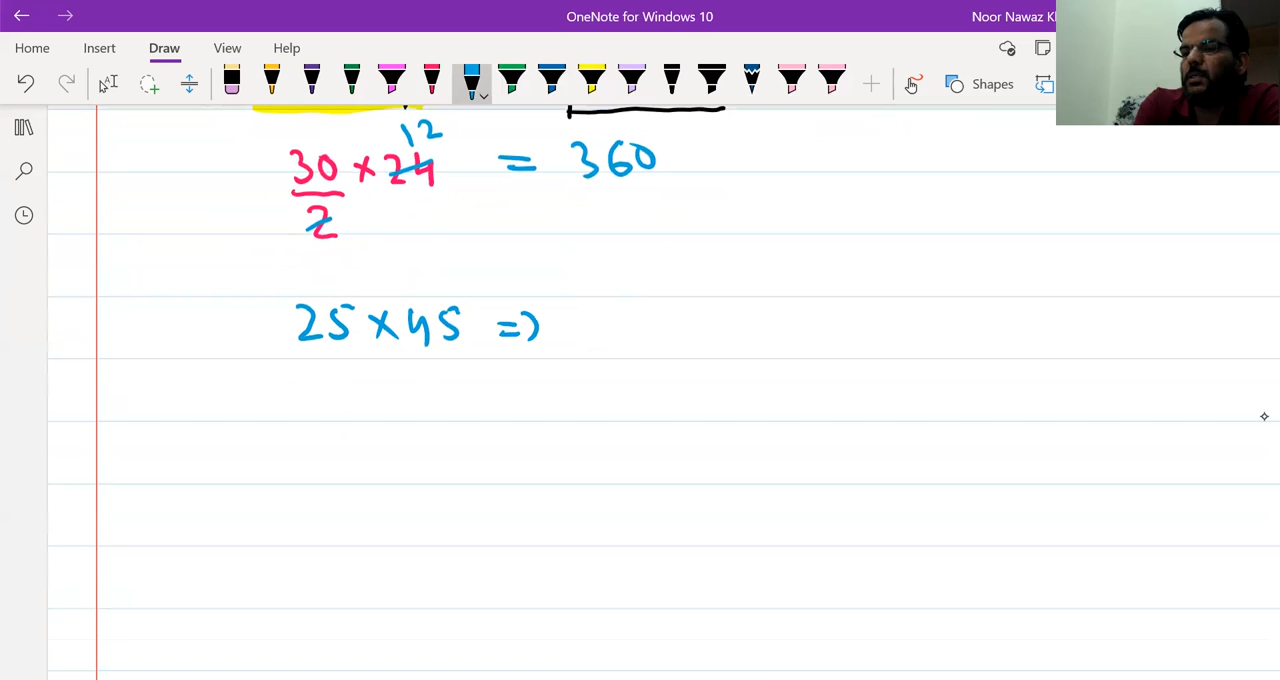 OneNote for Windows 10
Noor Nawaz Kh
Home Insert Draw View Help
Shapes
12
30 × 24 = 360
2
25 × 45 =>